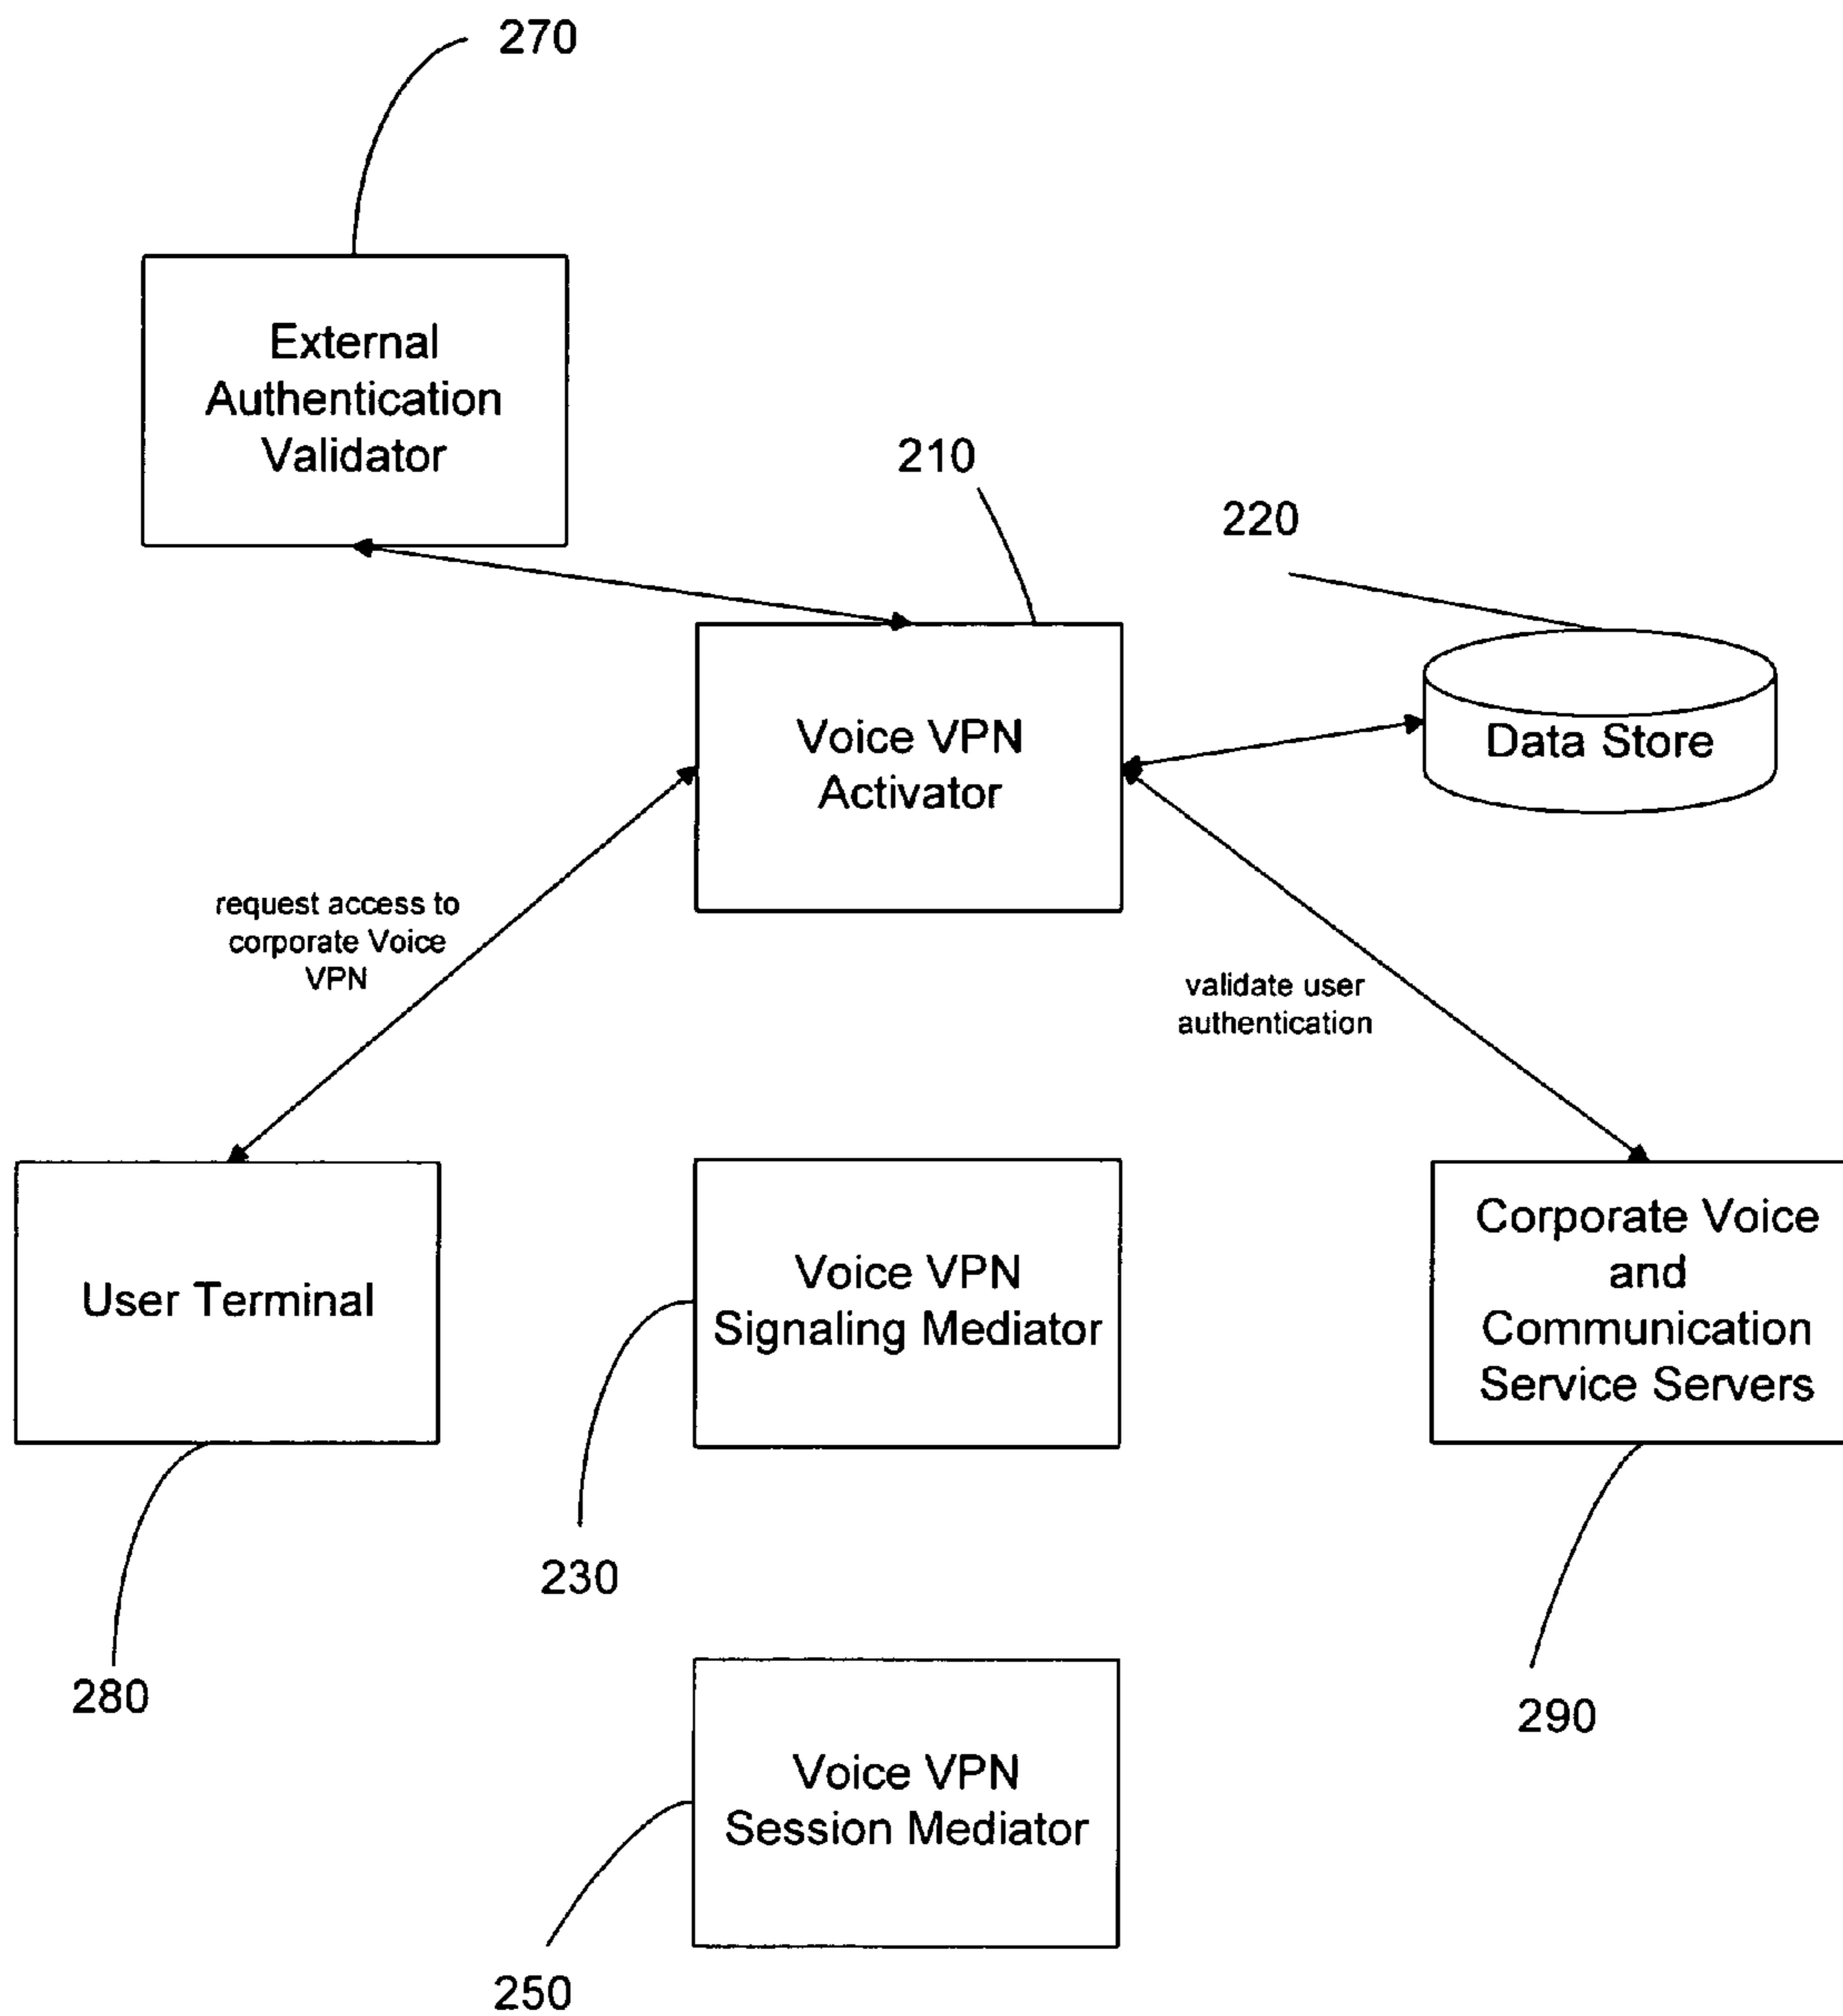 270
External
Authentication
Validator
210
220
Voice VPN
Activator
Data Store
request access to
corporate Voice
VPN
validate user
authentication
User Terminal
Voice VPN
Signaling Mediator
Corporate Voice
and
Communication
Service Servers
230
280
290
Voice VPN
Session Mediator
250